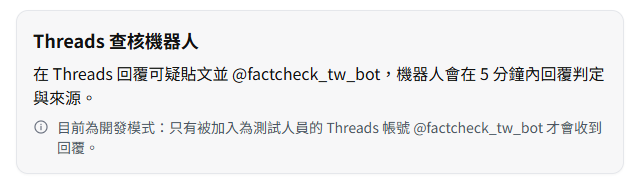 Threads 查核機器人
在 Threads 回覆可疑貼文並 @factcheck_tw_bot，機器人會在 5 分鐘內回覆判定
與來源。
目前為開發模式：只有被加入為測試人員的 Threads 帳號 @factcheck_tw_bot 才會收到
回覆。